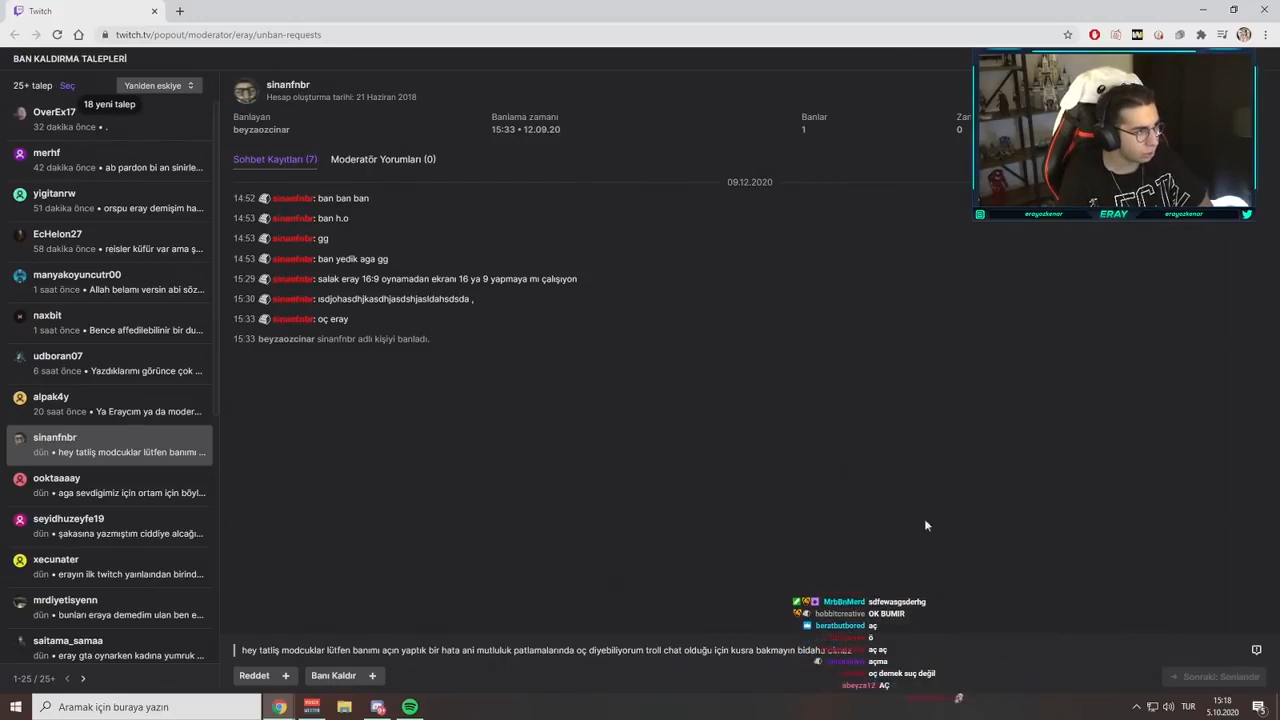 Twitch
twitch.tv/popout/moderator/eray/unban-requests
BAN KALDIRMA TALEPLERİ
25+ talep Seç Yeniden eskiye
18 yeni talep
OverEx17
32 dakika önce • .
merhf
42 dakika önce • ab pardon bi an sinirle...
yigitanrw
51 dakika önce • orspu eray demişim ha...
EcHelon27
58 dakika önce • reisler küfür var ama ş...
manyakoyuncutr00
1 saat önce • Allah belamı versin abi söz...
naxbit
1 saat önce • Bence affedilebilinir bir du...
udboran07
6 saat önce • Yazdıklarımı görünce çok ...
alpak4y
20 saat önce • Ya Eraycım ya da moder...
sinanfnbr
dün • hey tatliş modcuklar lütfen banımı ...
ooktaaaay
dün • aga sevdigimiz için ortam için böyl...
seyidhuzeyfe19
dün • şakasına yazmıştım ciddiye alcağı...
xecunater
dün • erayın ilk twitch yaınlaından birind...
mrdiyetisyenn
dün • bunları eraya demedim ulan ben e...
saitama_samaa
dün • eray gta oynarken kadına yumruk ...
1-25 / 25+
sinanfnbr
Hesap oluşturma tarihi: 21 Haziran 2018
Banlayan Banlama zamanı Banlar Zar
beyzaozcinar 15:33 • 12.09.20 1 0
Sohbet Kayıtları (7) Moderatör Yorumları (0)
09.12.2020
14:52 sinanfnbr: ban ban ban
14:53 sinanfnbr: ban h.o
14:53 sinanfnbr: gg
14:53 sinanfnbr: ban yedik aga gg
15:29 sinanfnbr: salak eray 16:9 oynamadan ekranı 16 ya 9 yapmaya mı çalışıyon
15:30 sinanfnbr: ısdjohasdhjkasdhjasdshjasldahsdsda ,
15:33 sinanfnbr: oç eray
15:33 beyzaozcinar sinanfnbr adlı kişiyi banladı.
erayozkenar ERAY erayozkenar
MrbBnMerd sdfewasgsderhg
hobbitcreative OK BUMIR
beratbutbored aç
ö
aç aç
açma
oç demek suç değil
abeyza12 AÇ
hey tatliş modcuklar lütfen banımı açın yaptık bir hata ani mutluluk patlamalarında oç diyebiliyorum troll chat olduğu için kusra bakmayın bidaha olmaz
Reddet + Banı Kaldır + Sonraki: Sonlandır
Aramak için buraya yazın
TUR
15:18
5.10.2020